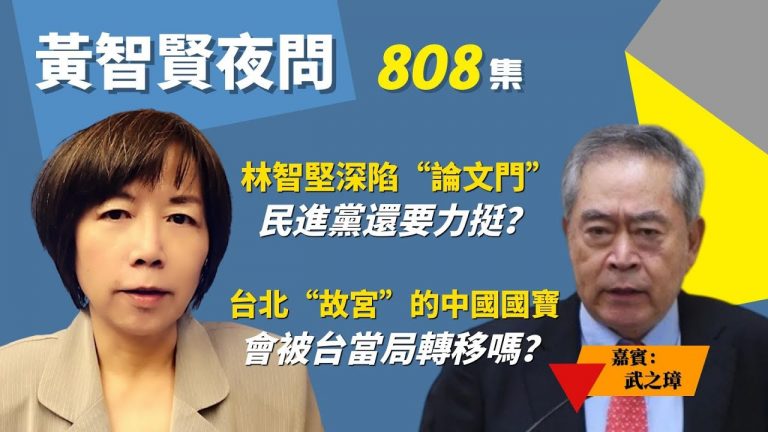 黃智賢夜問 808集
林智堅深陷“論文門”
民進黨還要力挺？
台北“故宮”的中國國寶
會被台當局轉移嗎？
嘉賓：
武之璋